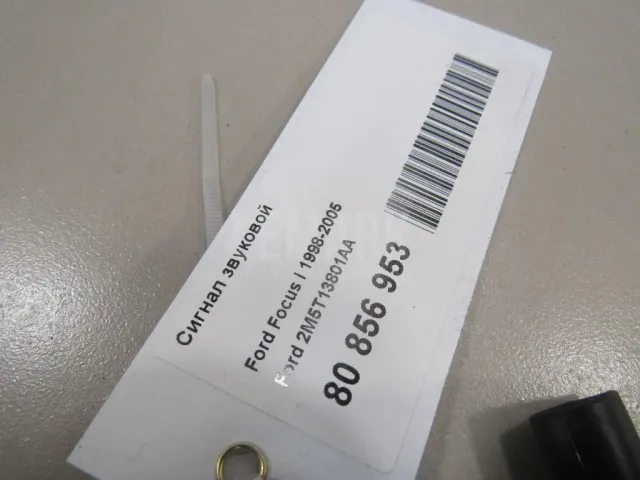 Сигнал звуковой
Ford Focus I 1998-2005
Ford 2M5T13801AA
80 856 953